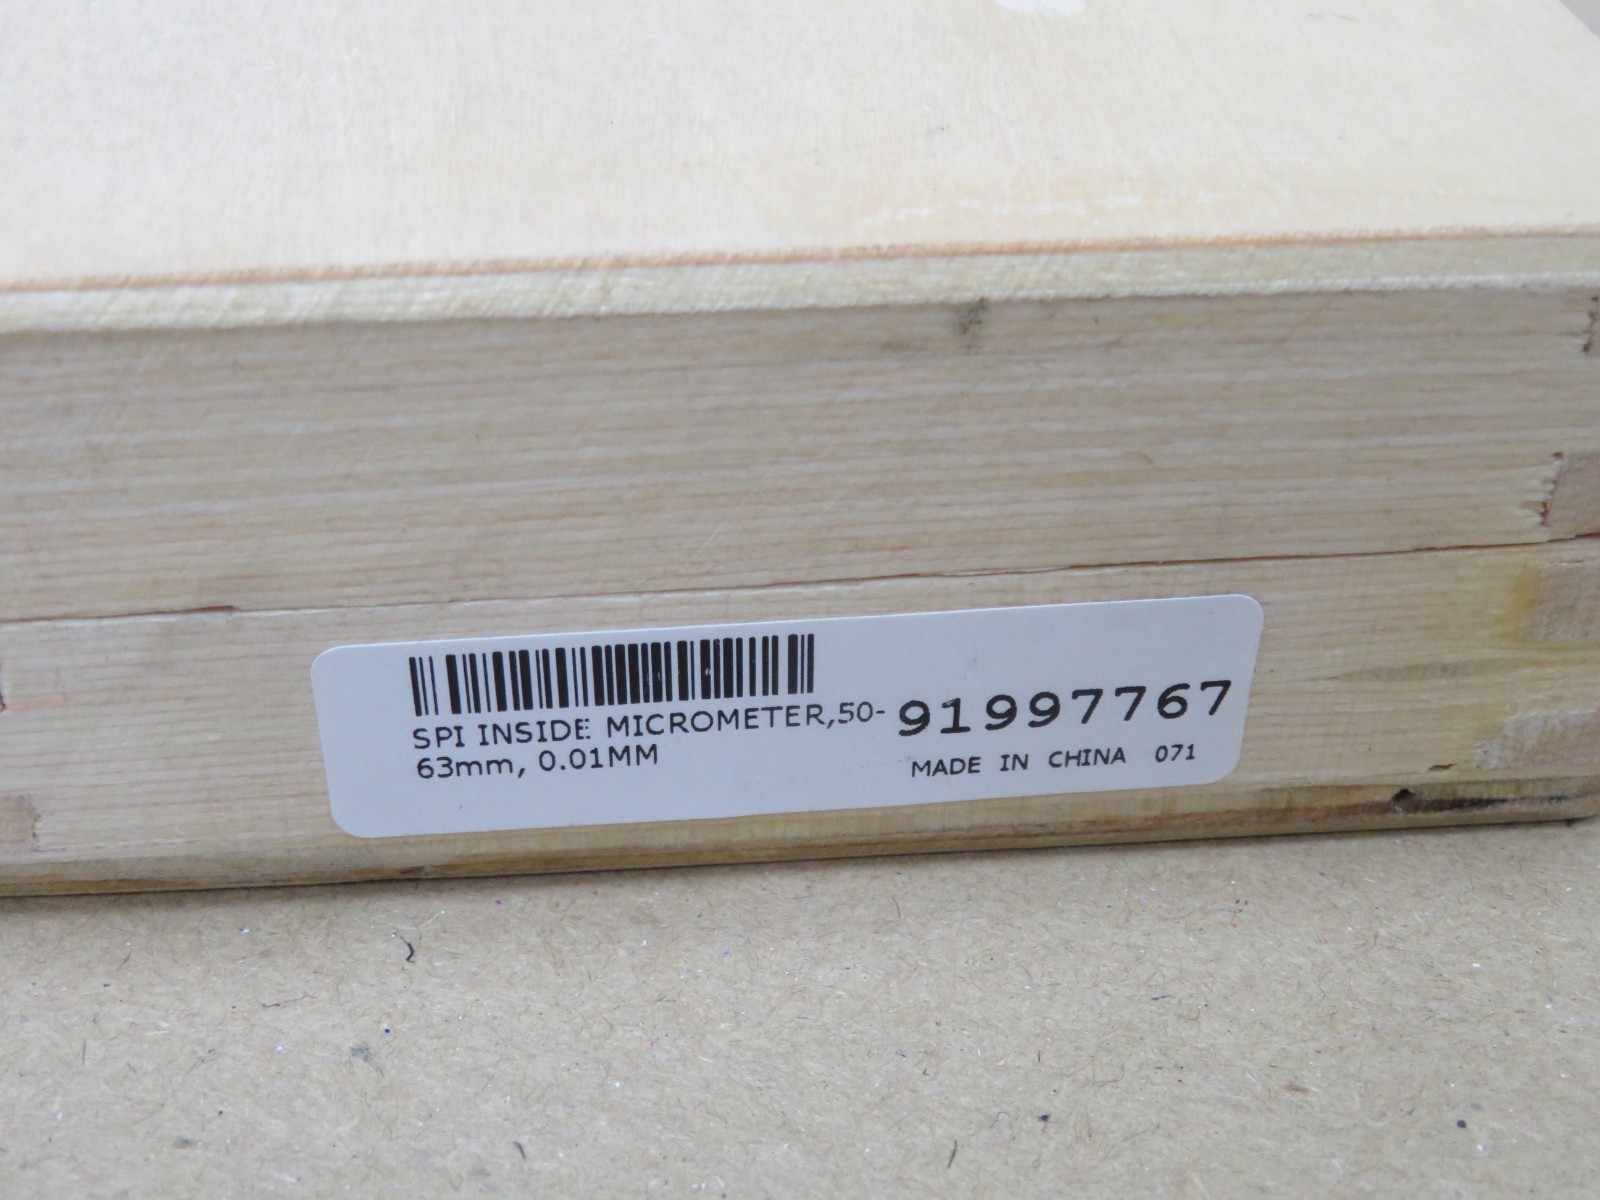 SPI INSIDE MICROMETER,50-
63mm, 0.01MM
91997767
MADE IN CHINA 071